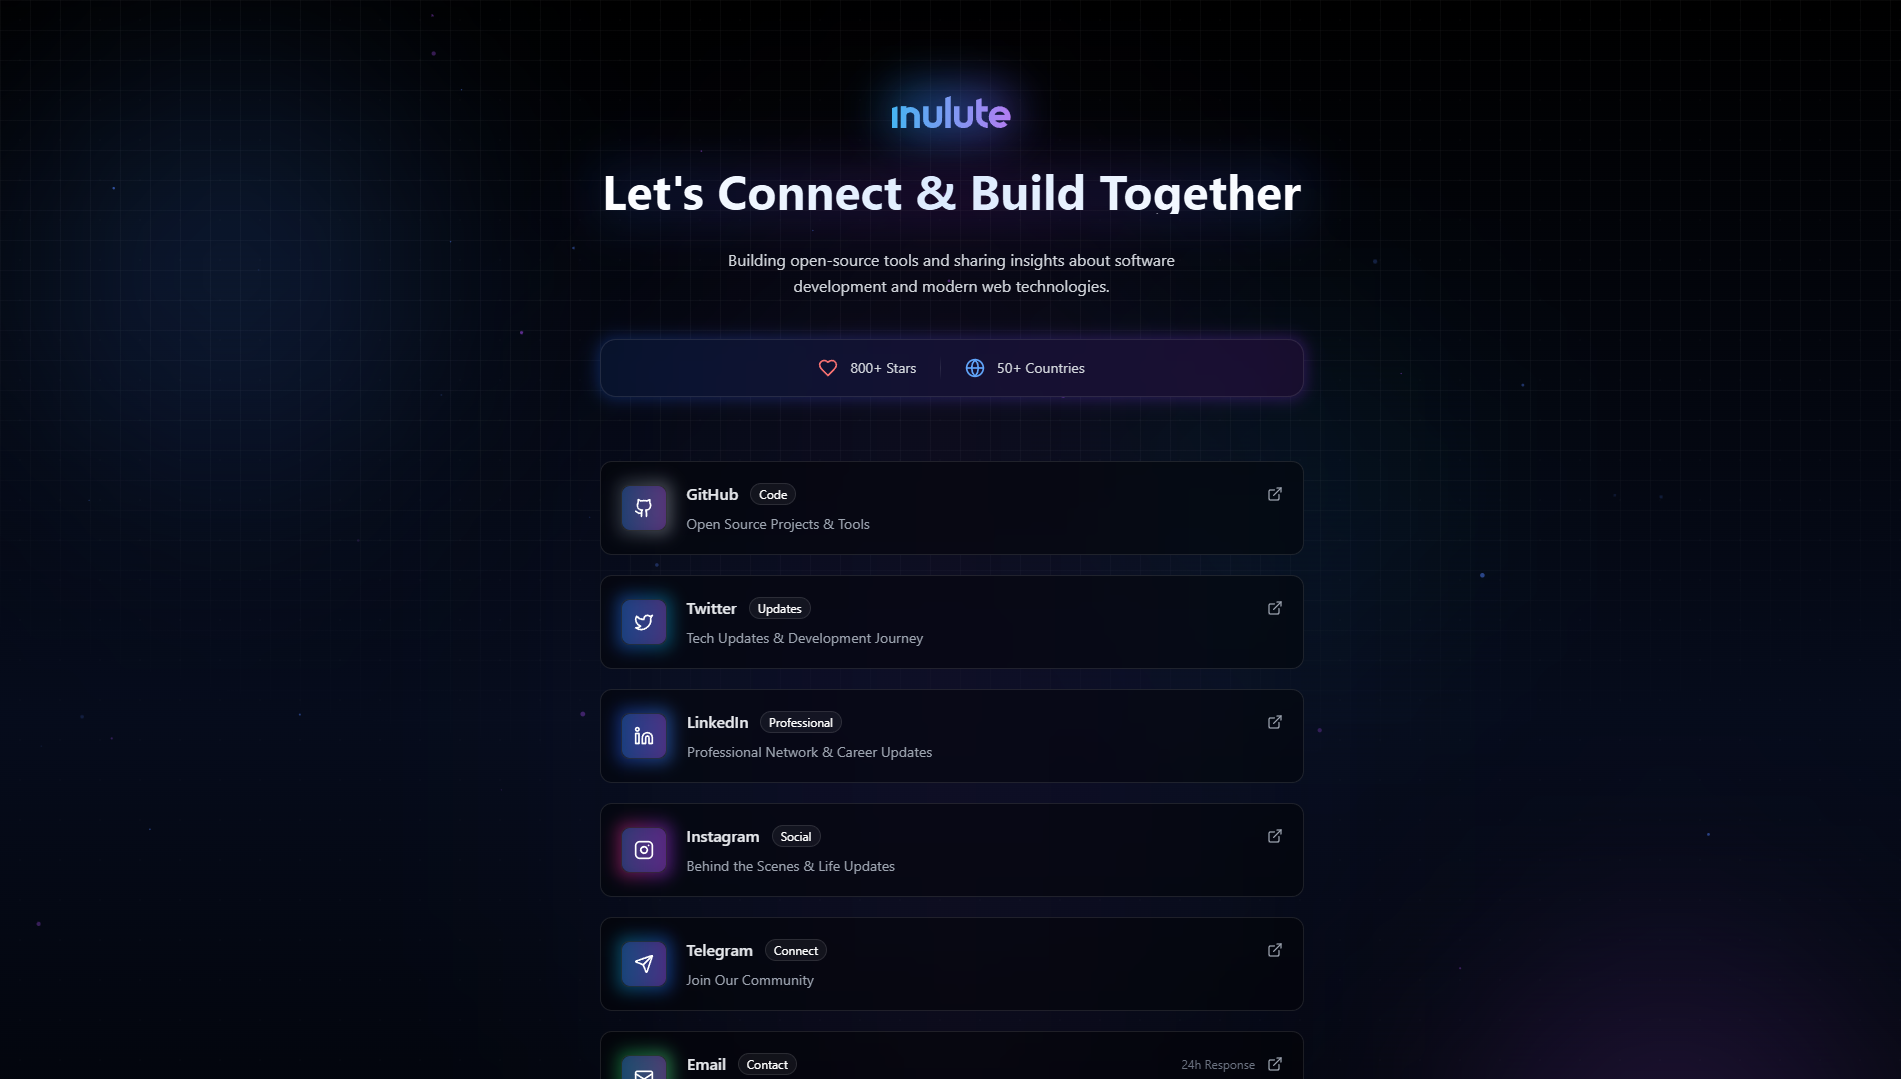 inulute
Let's Connect & Build Together
Building open-source tools and sharing insights about software
development and modern web technologies.
800+ Stars
50+ Countries
GitHub Code
Open Source Projects & Tools
Twitter Updates
Tech Updates & Development Journey
LinkedIn Professional
Professional Network & Career Updates
Instagram Social
Behind the Scenes & Life Updates
Telegram Connect
Join Our Community
Email Contact 24h Response